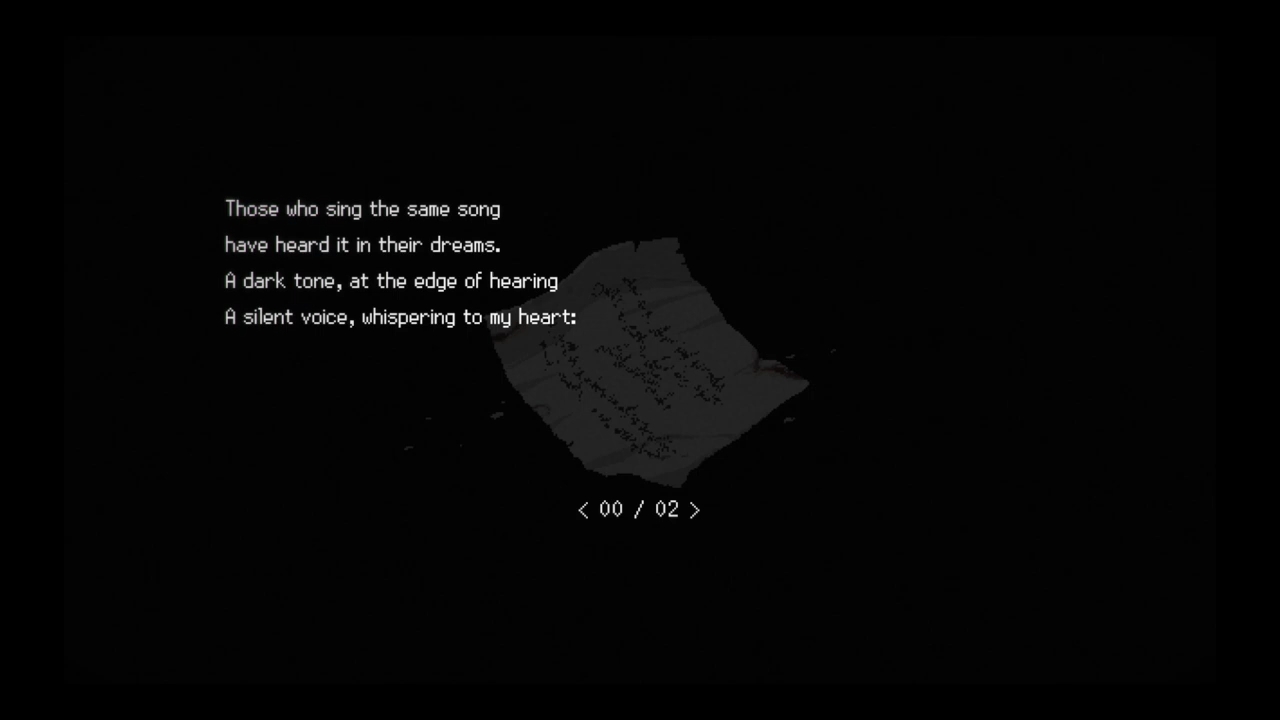 Those who sing the same song
have heard it in their dreams.
A dark tone, at the edge of hearing
A silent voice, whispering to my heart:
< 00 / 02 >